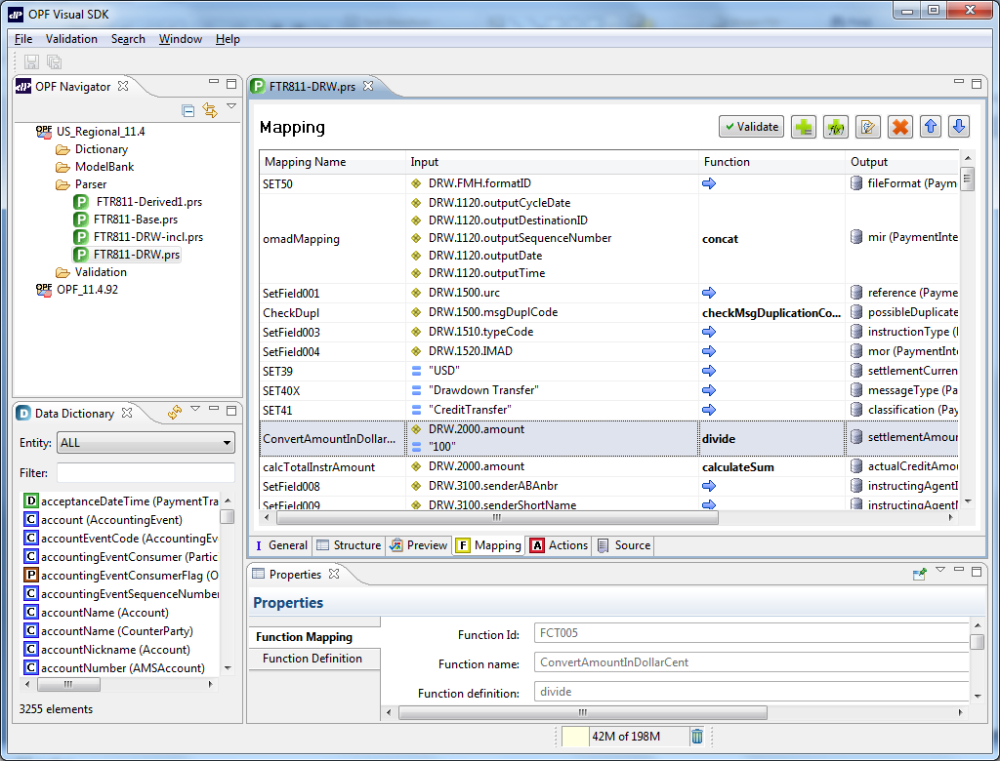 OPF Visual SDK
File Validation Search Window Help
OPF Navigator
US_Regional_11.4
Dictionary
ModelBank
Parser
FTR811-Derived1.prs
FTR811-Base.prs
FTR811-DRW-incl.prs
FTR811-DRW.prs
Validation
OPF_11.4.92
Data Dictionary
Entity: ALL
Filter:
D acceptanceDateTime (PaymentTra
C account (AccountingEvent)
C accountEventCode (AccountingEv
C accountingEventConsumer (Partic
P accountingEventConsumerFlag (O
C accountingEventSequenceNumber
C accountName (Account)
C accountName (CounterParty)
C accountNickname (Account)
C accountNumber (AMSAccount)
3255 elements
FTR811-DRW.prs
Mapping
Validate
Mapping Name Input Function Output
SET50 DRW.FMH.formatID fileFormat (Paym
DRW.1120.outputCycleDate
DRW.1120.outputDestinationID
omadMapping DRW.1120.outputSequenceNumber concat mir (PaymentInte
DRW.1120.outputDate
DRW.1120.outputTime
SetField001 DRW.1500.urc reference (Payme
CheckDupl DRW.1500.msgDuplCode checkMsgDuplicationCo... possibleDuplicate
SetField003 DRW.1510.typeCode instructionType (I
SetField004 DRW.1520.IMAD mor (PaymentInte
SET39 "USD" settlementCurren
SET40X "Drawdown Transfer" messageType (Pa
SET41 "CreditTransfer" classification (Pay
DRW.2000.amount
ConvertAmountInDollar... "100" divide settlementAmour
calcTotalInstrAmount DRW.2000.amount calculateSum actualCreditAmou
SetField008 DRW.3100.senderABAnbr instructingAgentI
SetField009 DRW.3100.senderShortName instructingAgentI
General Structure Preview F Mapping A Actions Source
Properties
Properties
Function Mapping
Function Definition
Function Id: FCT005
Function name: ConvertAmountInDollarCent
Function definition: divide
42M of 198M